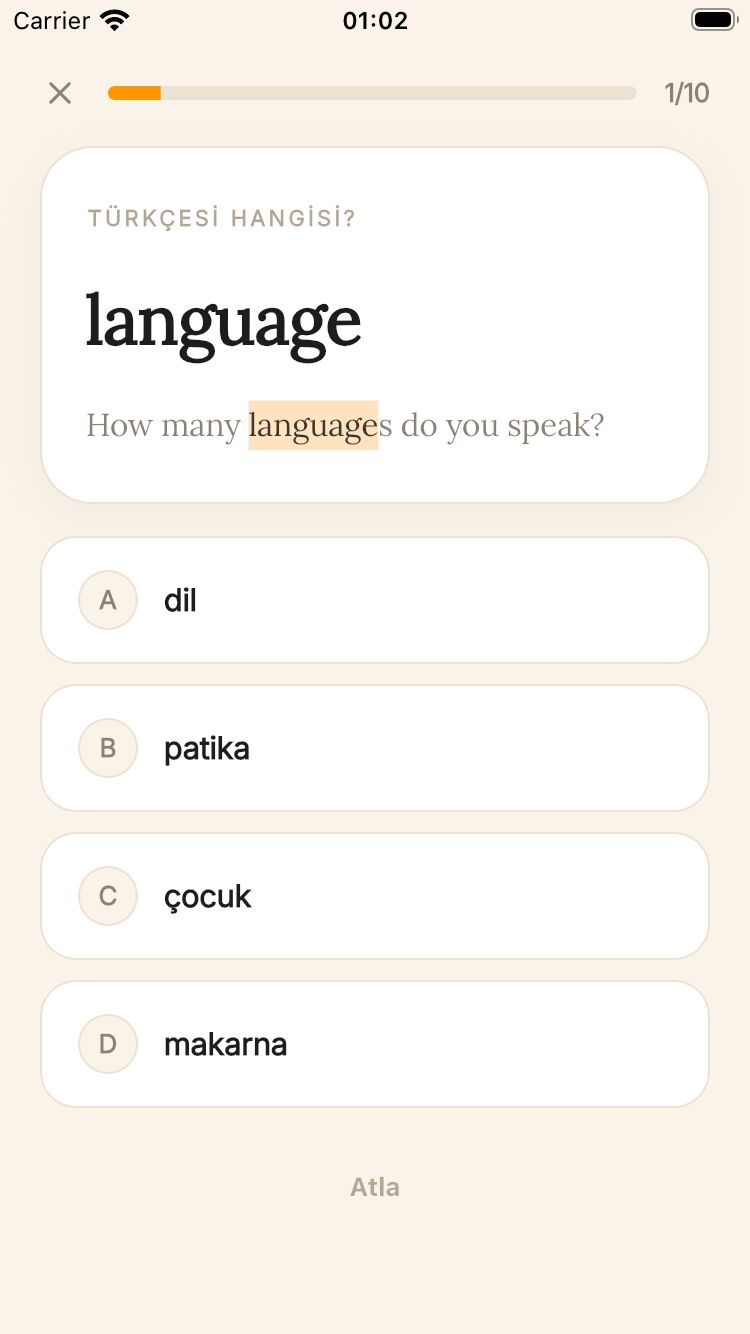 Carrier 01:02
1/10
TÜRKÇESİ HANGİSİ?
language
How many languages do you speak?
A dil
B patika
C çocuk
D makarna
Atla